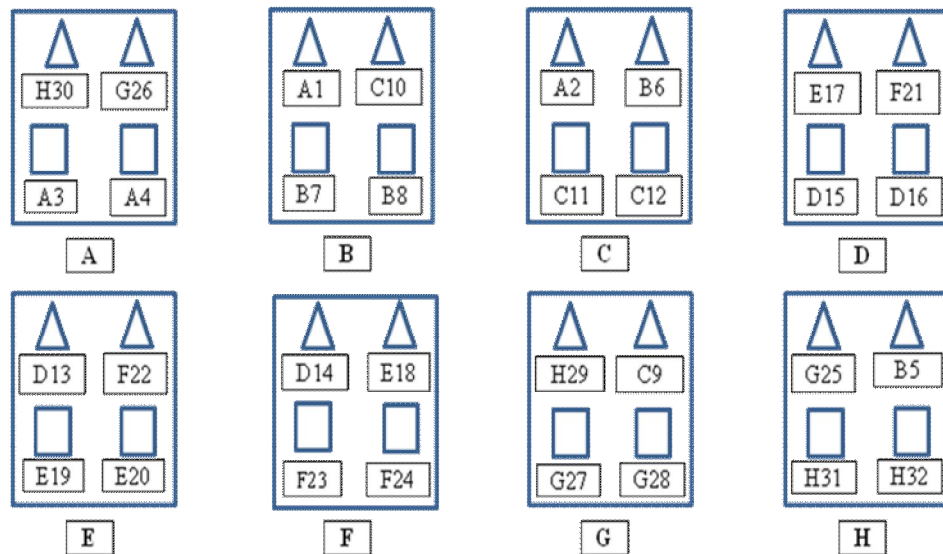 H30 G26 A1 C10 A2 B6 E17 F21
A3 A4 B7 B8 C11 C12 D15 D16
A B C D
D13 F22 D14 E18 H29 C9 G25 B5
E19 E20 F23 F24 G27 G28 H31 H32
E F G H